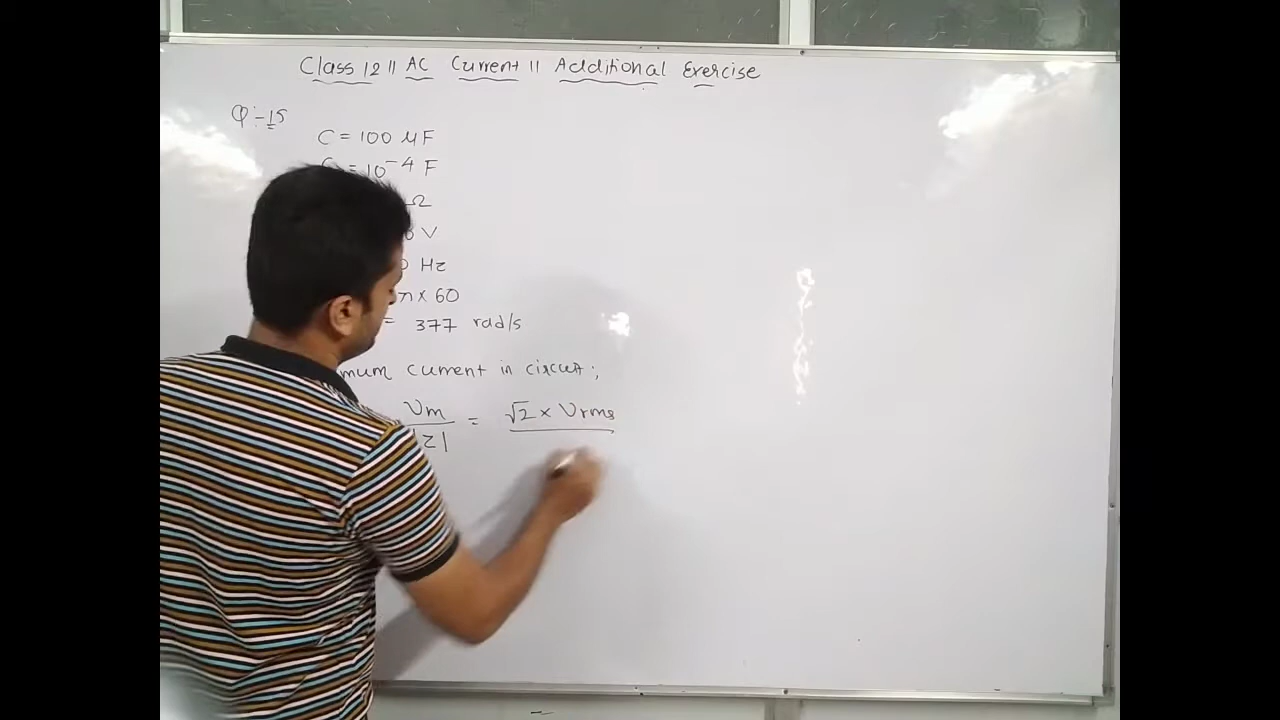 Class 12 || AC Current || Additional Exercise
Q:-15
C = 100 μF
= 10⁻⁴ F
Ω
V
Hz
π × 60
= 377 rad/s
current in circuit;
Vm / |Z| = √2 × Vrms